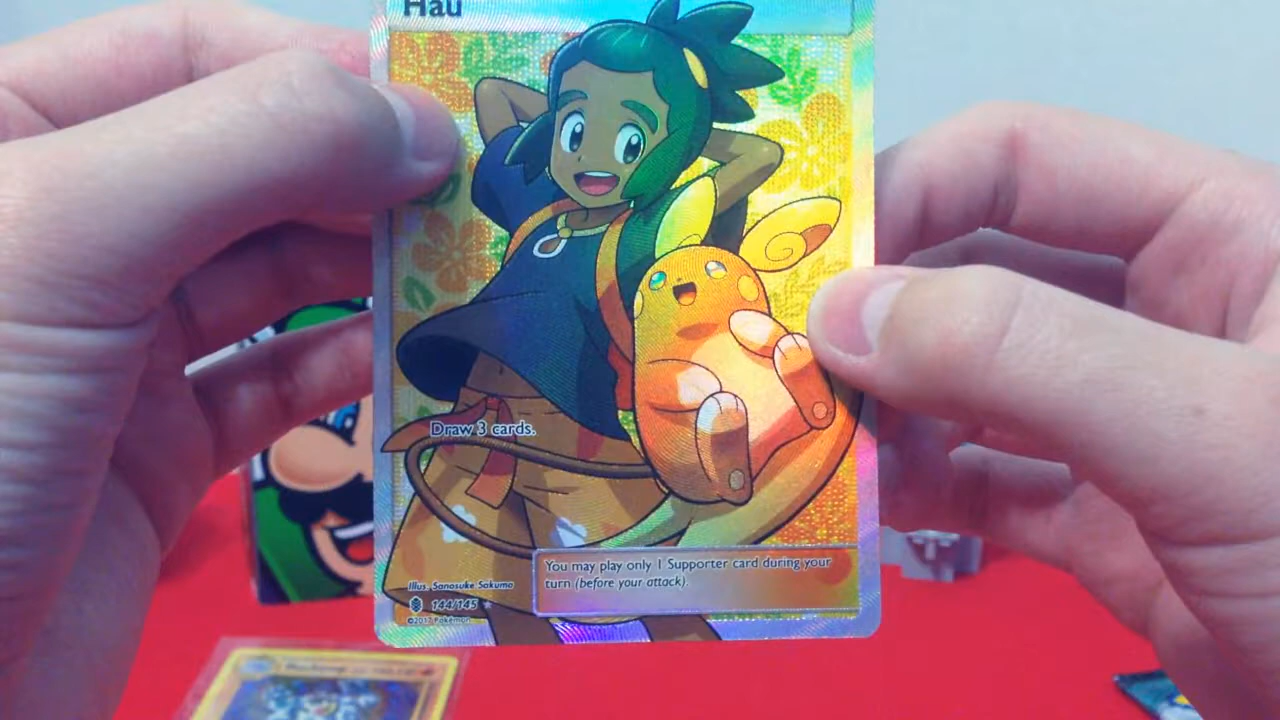 Hau
Draw 3 cards.
You may play only 1 Supporter card during your
turn (before your attack).
Illus. Sanosuke Sakuma
144/145
©2017 Pokémon